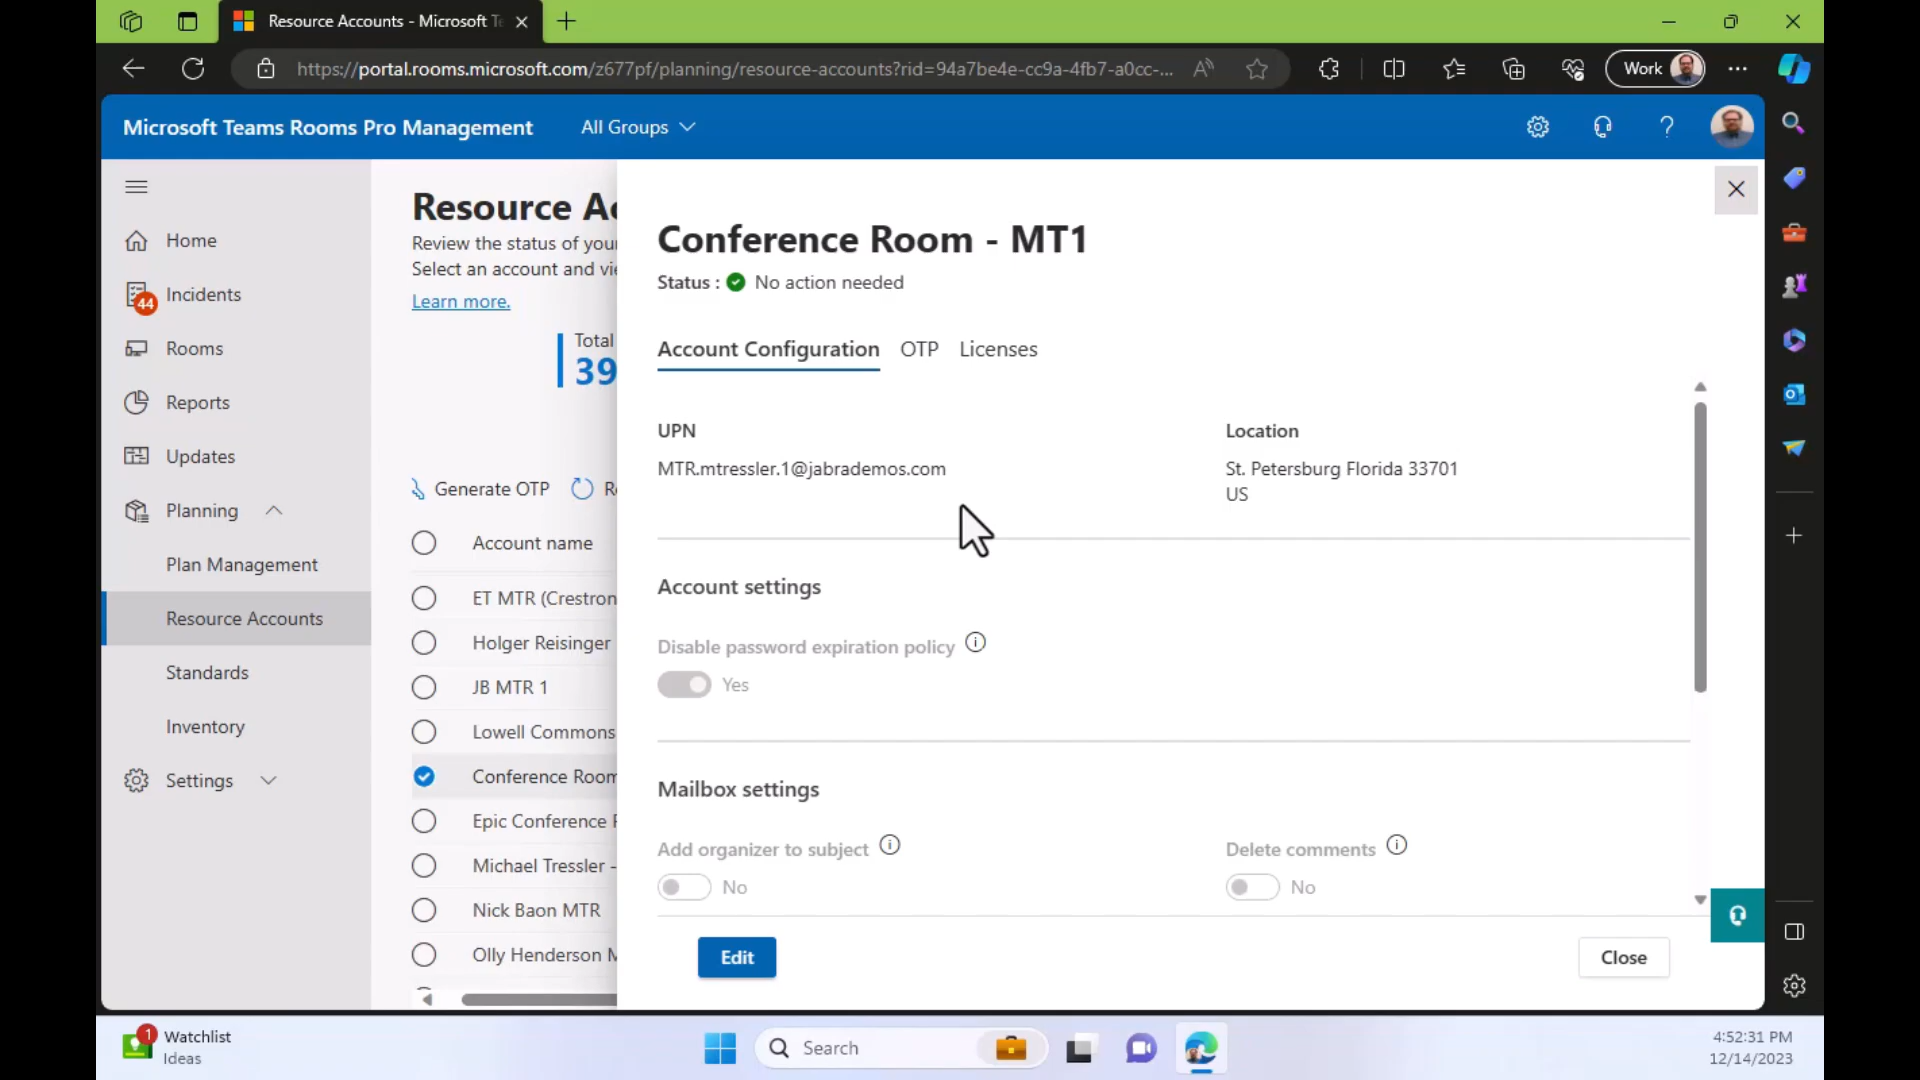 Resource Accounts - Microsoft Te
https://portal.rooms.microsoft.com/z677pf/planning/resource-accounts?rid=94a7be4e-cc9a-4fb7-a0cc-...
Work
Microsoft Teams Rooms Pro Management
All Groups
Home
44
Incidents
Rooms
Reports
Updates
Planning
Plan Management
Resource Accounts
Standards
Inventory
Settings
Resource Ac
Review the status of your
Select an account and vie
Learn more.
Total
39
Generate OTP
Re
Account name
ET MTR (Crestron
Holger Reisinger
JB MTR 1
Lowell Commons
Conference Room
Epic Conference R
Michael Tressler -
Nick Baon MTR
Olly Henderson M
Conference Room - MT1
Status : No action needed
Account Configuration
OTP
Licenses
UPN
MTR.mtressler.1@jabrademos.com
Location
St. Petersburg Florida 33701
US
Account settings
Disable password expiration policy
Yes
Mailbox settings
Add organizer to subject
No
Delete comments
No
Edit
Close
1
Watchlist
Ideas
Search
4:52:31 PM
12/14/2023